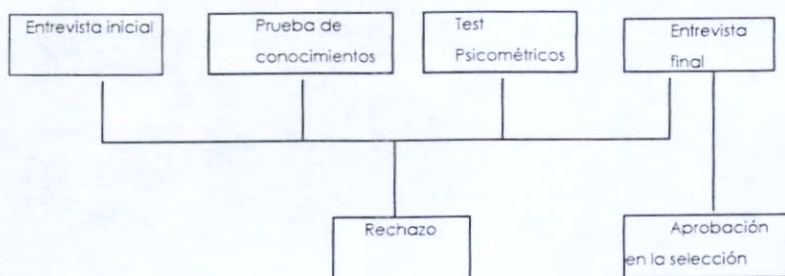 Entrevista inicial
Prueba de
conocimientos
Test
Psicométricos
Entrevista
final
Rechazo
Aprobación
en la selección